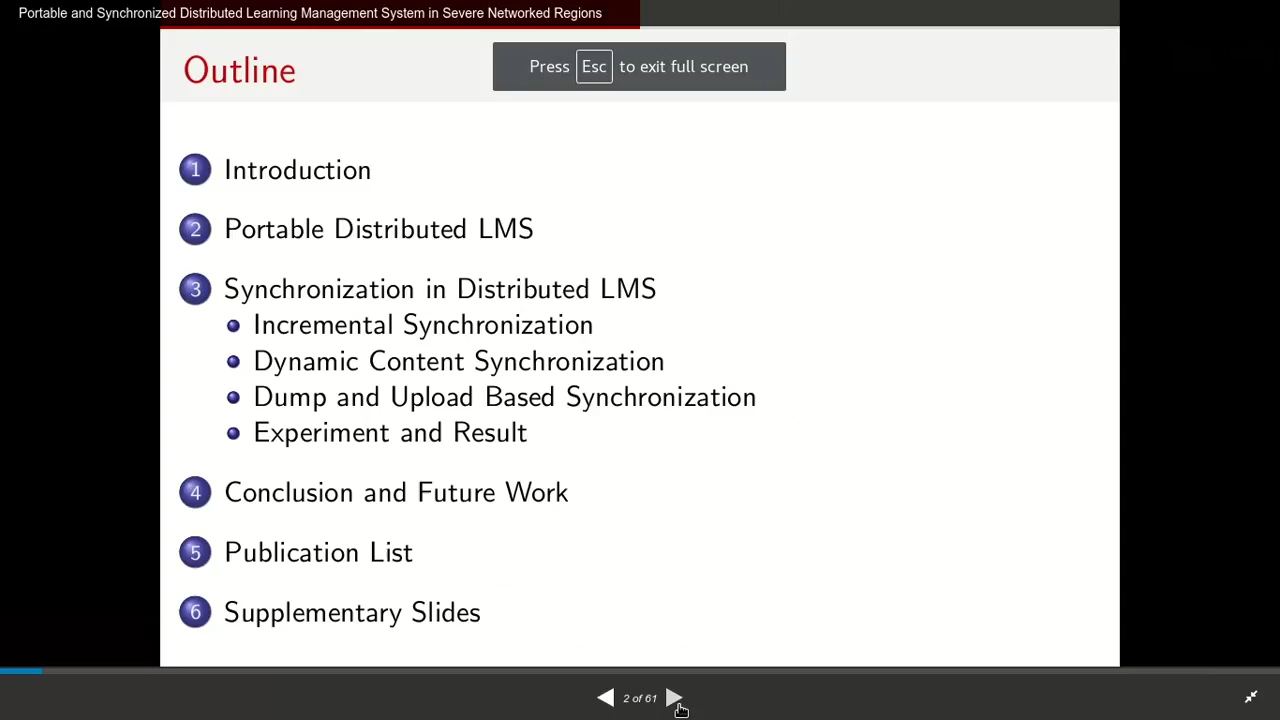 Portable and Synchronized Distributed Learning Management System in Severe Networked Regions
Outline
Press Esc to exit full screen
1 Introduction
2 Portable Distributed LMS
3 Synchronization in Distributed LMS
Incremental Synchronization
Dynamic Content Synchronization
Dump and Upload Based Synchronization
Experiment and Result
4 Conclusion and Future Work
5 Publication List
6 Supplementary Slides
2 of 61